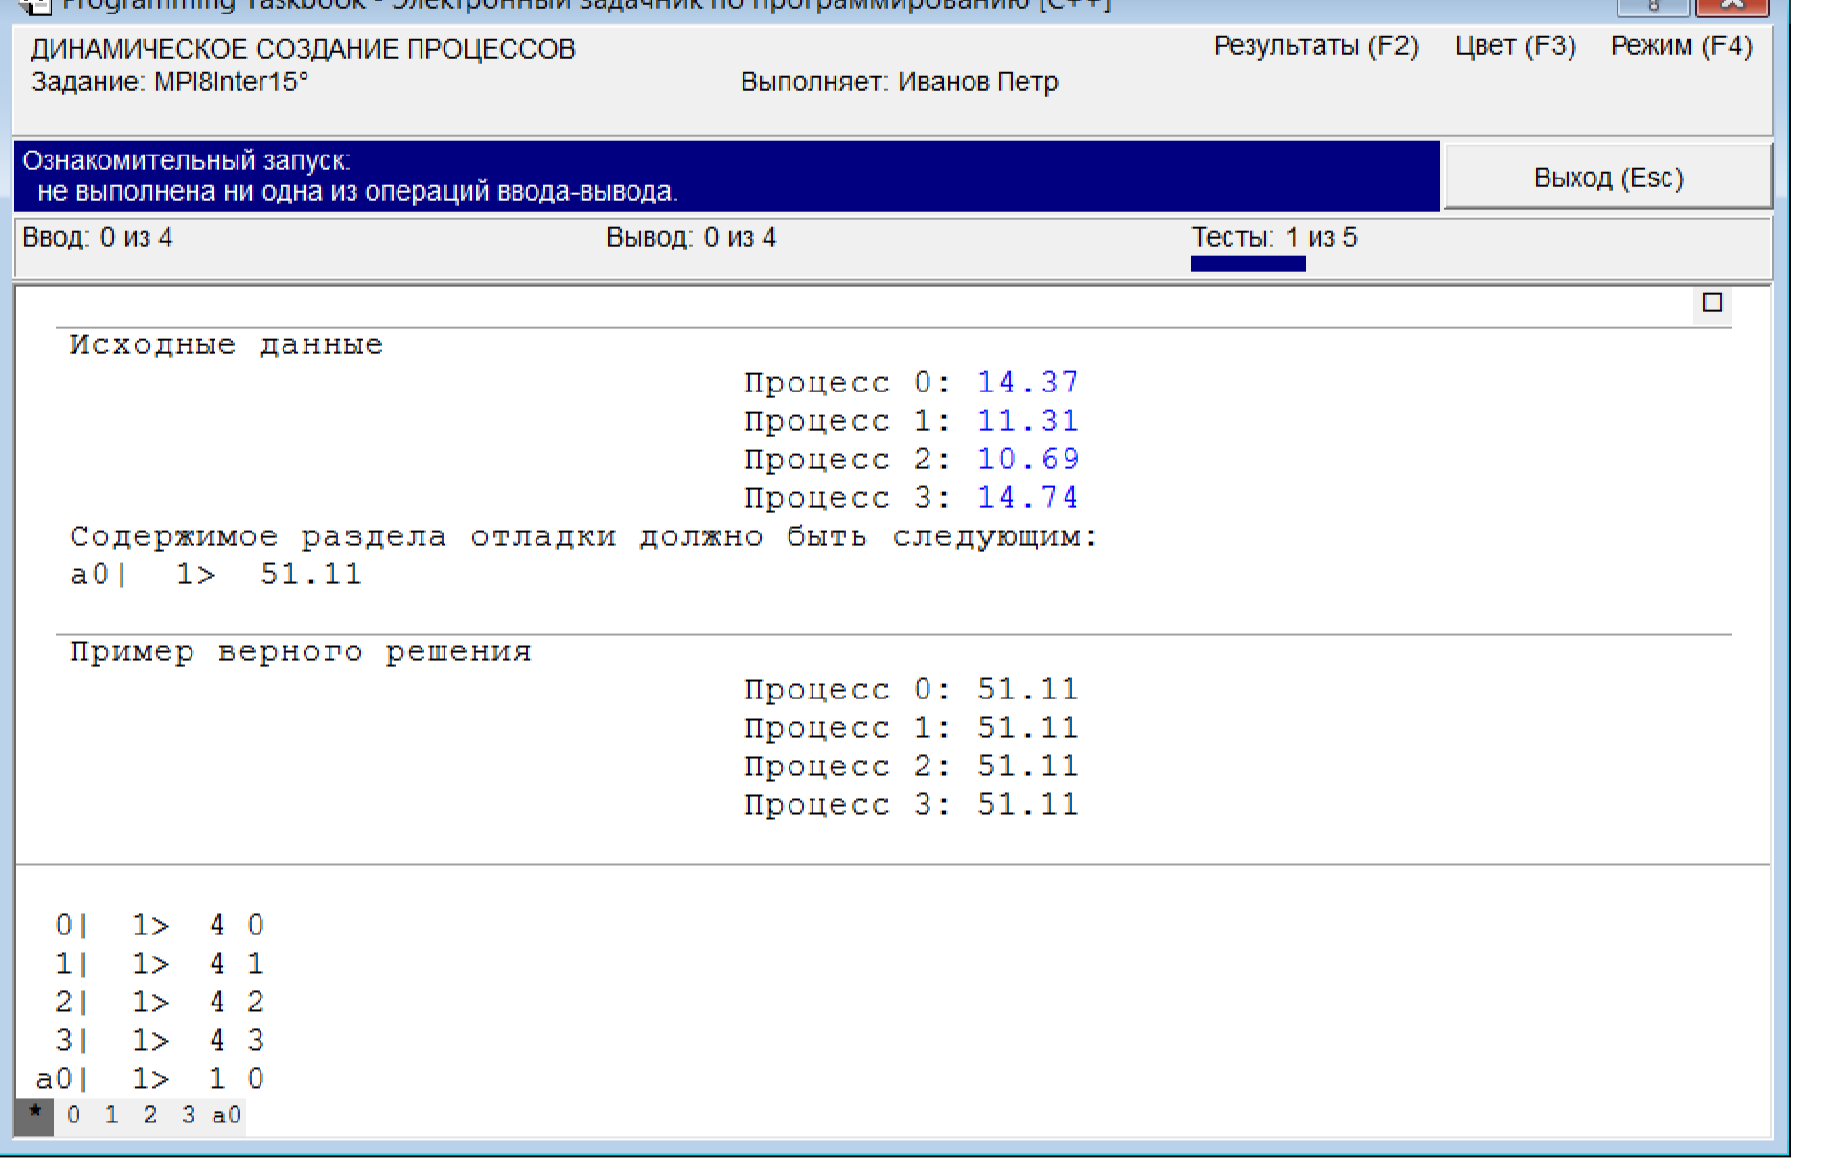 Programming Taskbook - Электронный задачник по программированию [C++]
ДИНАМИЧЕСКОЕ СОЗДАНИЕ ПРОЦЕССОВ
Результаты (F2) Цвет (F3) Режим (F4)
Задание: MPI8Inter15°
Выполняет: Иванов Петр
Ознакомительный запуск:
не выполнена ни одна из операций ввода-вывода.
Выход (Esc)
Ввод: 0 из 4
Вывод: 0 из 4
Тесты: 1 из 5
Исходные данные
Процесс 0: 14.37
Процесс 1: 11.31
Процесс 2: 10.69
Процесс 3: 14.74
Содержимое раздела отладки должно быть следующим:
a0| 1> 51.11
Пример верного решения
Процесс 0: 51.11
Процесс 1: 51.11
Процесс 2: 51.11
Процесс 3: 51.11
0| 1> 4 0
1| 1> 4 1
2| 1> 4 2
3| 1> 4 3
a0| 1> 1 0
* 0 1 2 3 a0